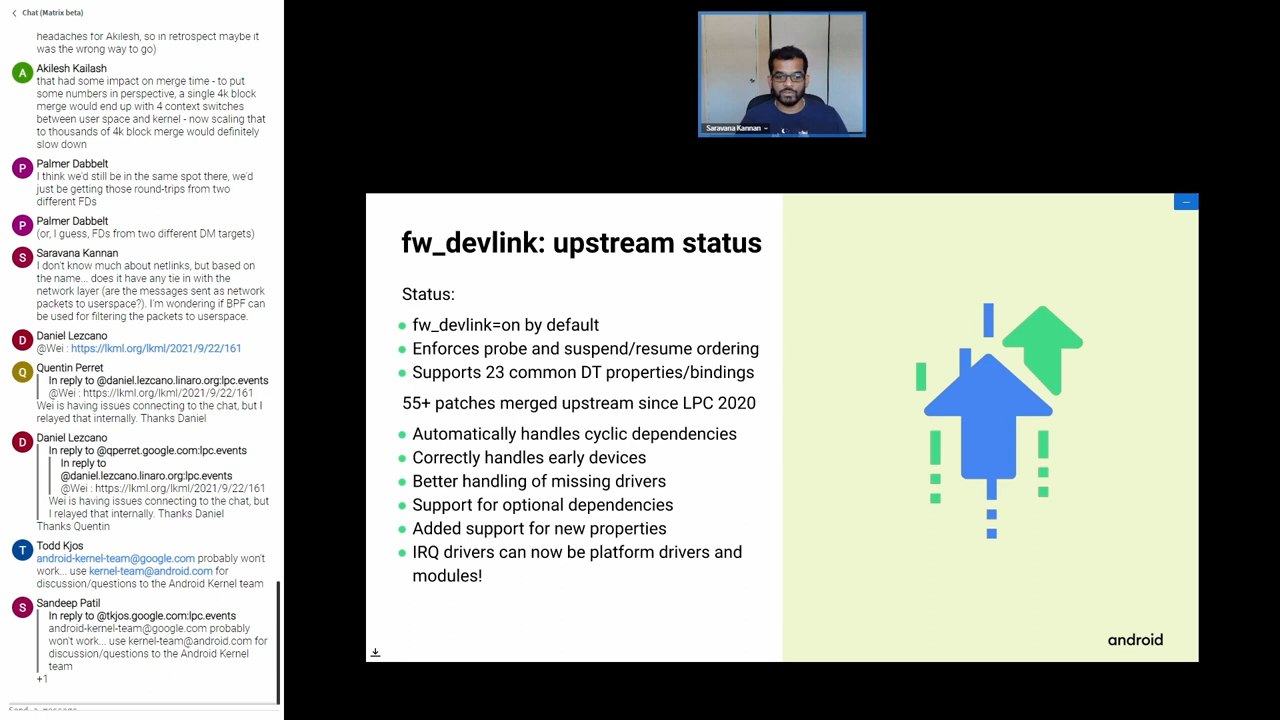 Chat (Matrix beta)
headaches for Akilesh, so in retrospect maybe it
was the wrong way to go)
A
Akilesh Kailash
that had some impact on merge time - to put
some numbers in perspective, a single 4k block
merge would end up with 4 context switches
between user space and kernel - now scaling that
to thousands of 4k block merge would definitely
slow down
P
Palmer Dabbelt
I think we'd still be in the same spot there, we'd
just be getting those round-trips from two
different FDs
P
Palmer Dabbelt
(or, I guess, FDs from two different DM targets)
S
Saravana Kannan
I don't know much about netlinks, but based on
the name... does it have any tie in with the
network layer (are the messages sent as network
packets to userspace?). I'm wondering if BPF can
be used for filtering the packets to userspace.
D
Daniel Lezcano
@Wei : https://lkml.org/lkml/2021/9/22/161
Q
Quentin Perret
In reply to @daniel.lezcano.linaro.org:lpc.events
@Wei : https://lkml.org/lkml/2021/9/22/161
Wei is having issues connecting to the chat, but I
relayed that internally. Thanks Daniel
D
Daniel Lezcano
In reply to @qperret.google.com:lpc.events
In reply to
@daniel.lezcano.linaro.org:lpc.events
@Wei : https://lkml.org/lkml/2021/9/22/161
Wei is having issues connecting to the chat, but
I relayed that internally. Thanks Daniel
Thanks Quentin
T
Todd Kjos
android-kernel-team@google.com probably won't
work... use kernel-team@android.com for
discussion/questions to the Android Kernel team
S
Sandeep Patil
In reply to @tkjos.google.com:lpc.events
android-kernel-team@google.com probably
won't work... use kernel-team@android.com for
discussion/questions to the Android Kernel
team
+1
Send a message
Saravana Kannan
fw_devlink: upstream status
Status:
fw_devlink=on by default
Enforces probe and suspend/resume ordering
Supports 23 common DT properties/bindings
55+ patches merged upstream since LPC 2020
Automatically handles cyclic dependencies
Correctly handles early devices
Better handling of missing drivers
Support for optional dependencies
Added support for new properties
IRQ drivers can now be platform drivers and
modules!
android